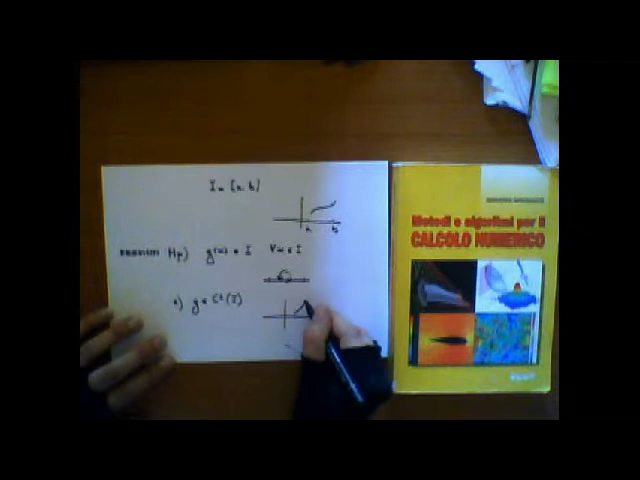 I = [a, b]
a b
Hp) g(x) ∈ I ∀x ∈ I
g ∈ C¹(I)
Metodi e algoritmi per il
CALCOLO NUMERICO